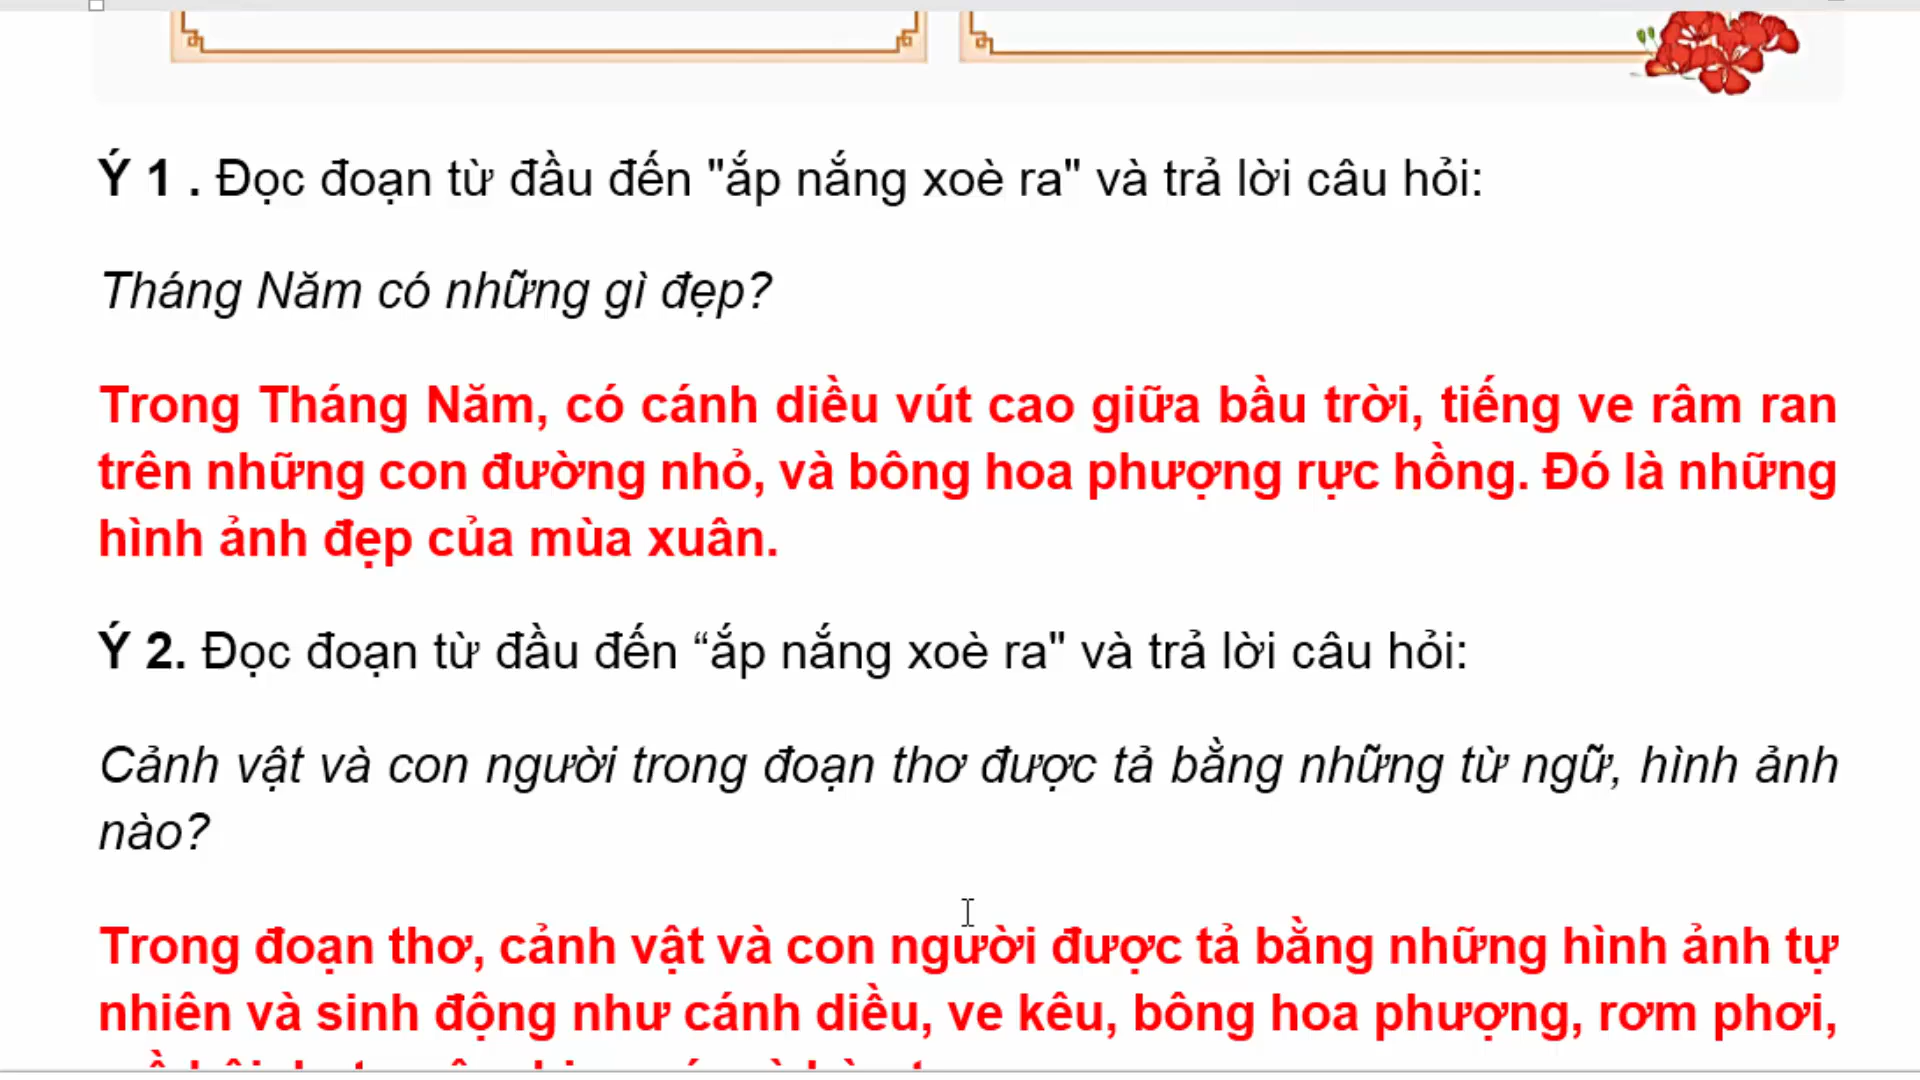 Ý 1 . Đọc đoạn từ đầu đến "ắp nắng xoè ra" và trả lời câu hỏi:
Tháng Năm có những gì đẹp?
Trong Tháng Năm, có cánh diều vút cao giữa bầu trời, tiếng ve râm ran
trên những con đường nhỏ, và bông hoa phượng rực hồng. Đó là những
hình ảnh đẹp của mùa xuân.
Ý 2. Đọc đoạn từ đầu đến “ắp nắng xoè ra" và trả lời câu hỏi:
Cảnh vật và con người trong đoạn thơ được tả bằng những từ ngữ, hình ảnh
nào?
Trong đoạn thơ, cảnh vật và con người được tả bằng những hình ảnh tự
nhiên và sinh động như cánh diều, ve kêu, bông hoa phượng, rơm phơi,